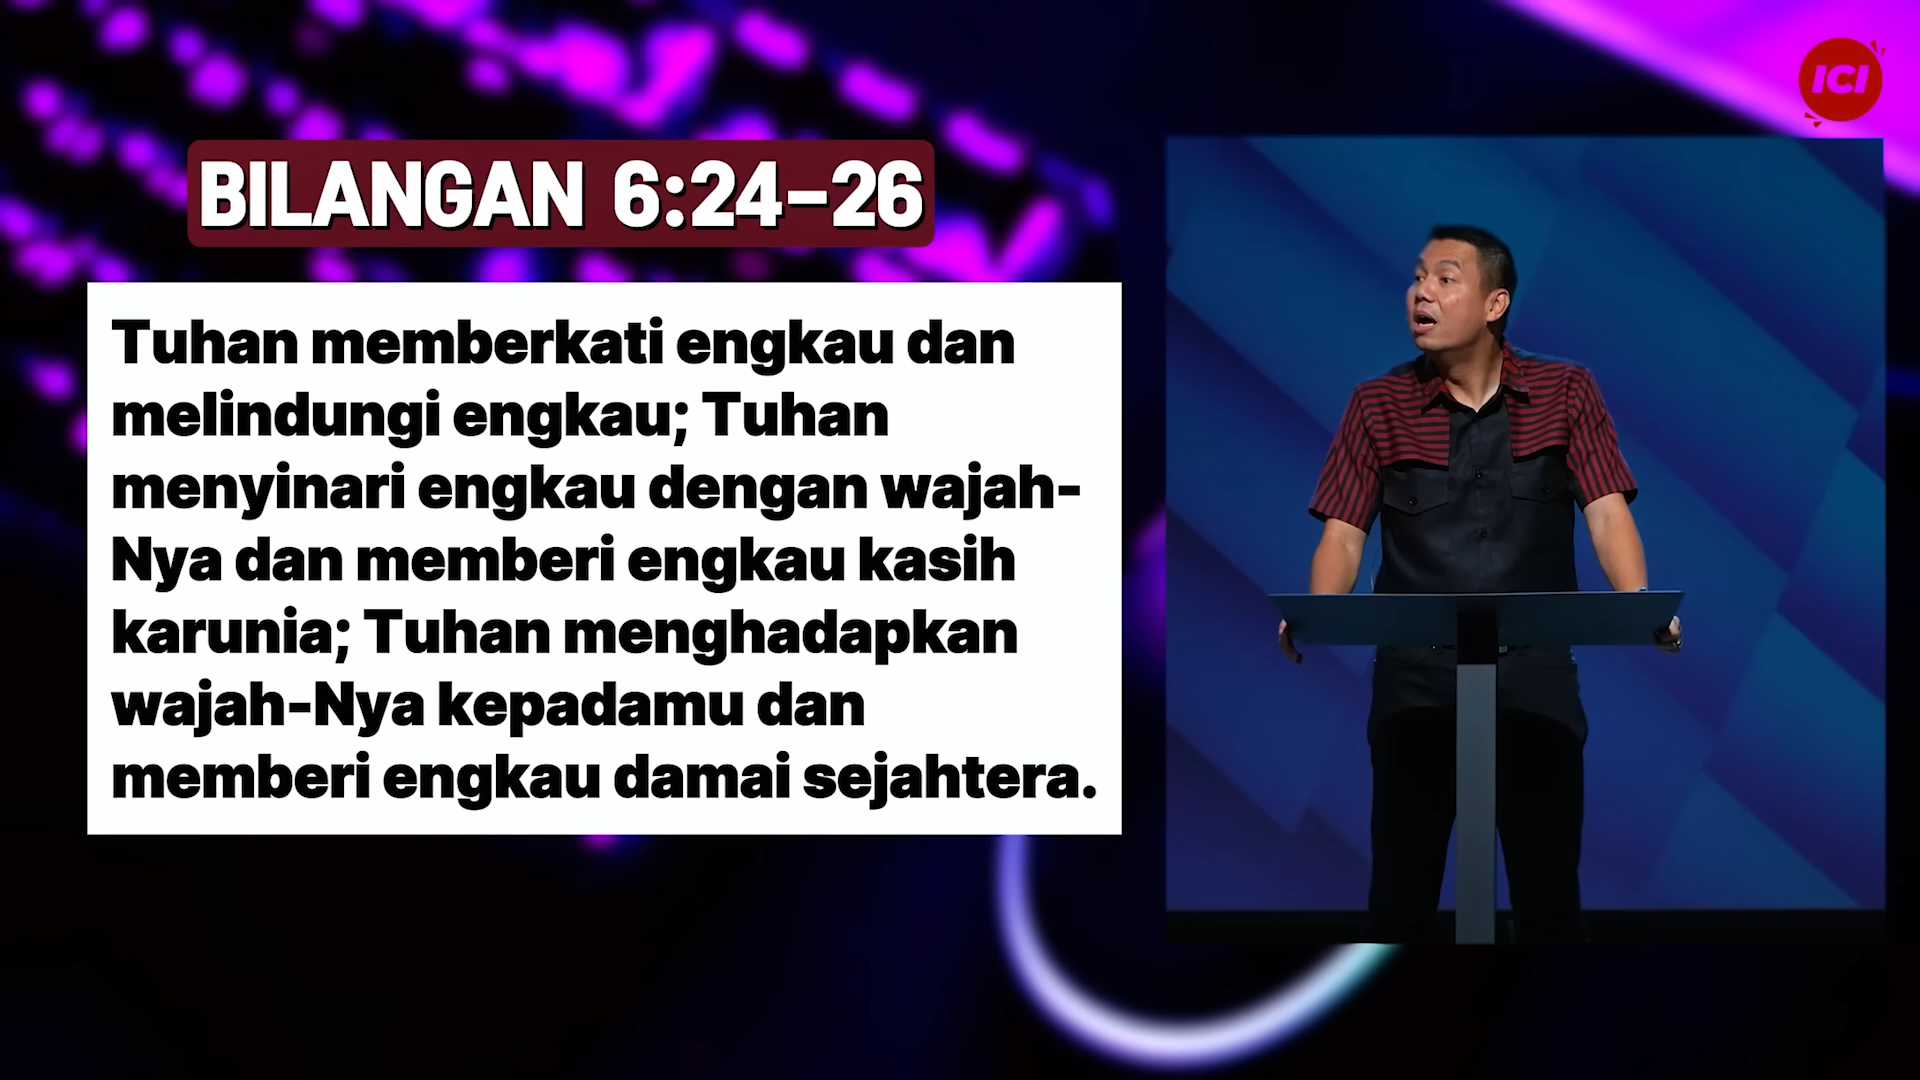 ICI
BILANGAN 6:24-26
Tuhan memberkati engkau dan
melindungi engkau; Tuhan
menyinari engkau dengan wajah-
Nya dan memberi engkau kasih
karunia; Tuhan menghadapkan
wajah-Nya kepadamu dan
memberi engkau damai sejahtera.